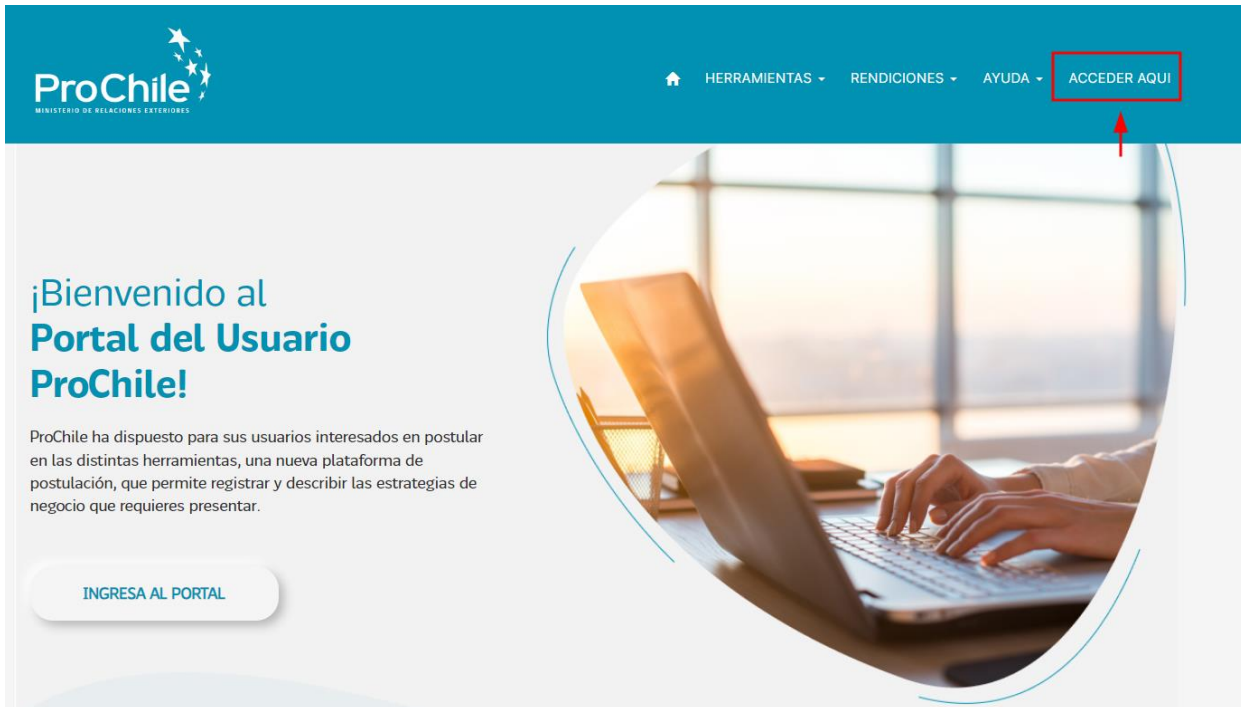 ProChile
MINISTERIO DE RELACIONES EXTERIORES
HERRAMIENTAS
RENDICIONES
AYUDA
ACCEDER AQUI
¡Bienvenido al
Portal del Usuario
ProChile!
ProChile ha dispuesto para sus usuarios interesados en postular
en las distintas herramientas, una nueva plataforma de
postulación, que permite registrar y describir las estrategias de
negocio que requieres presentar.
INGRESA AL PORTAL